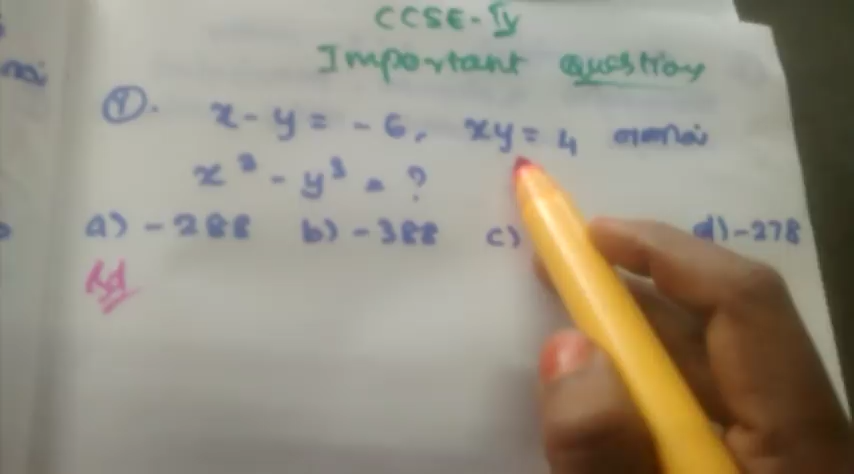 CCSE-IV
Important Question
①. x - y = - 6, xy = 4 எனில்
x³ - y³ = ?
a) -288 b) -388 c) d) -278